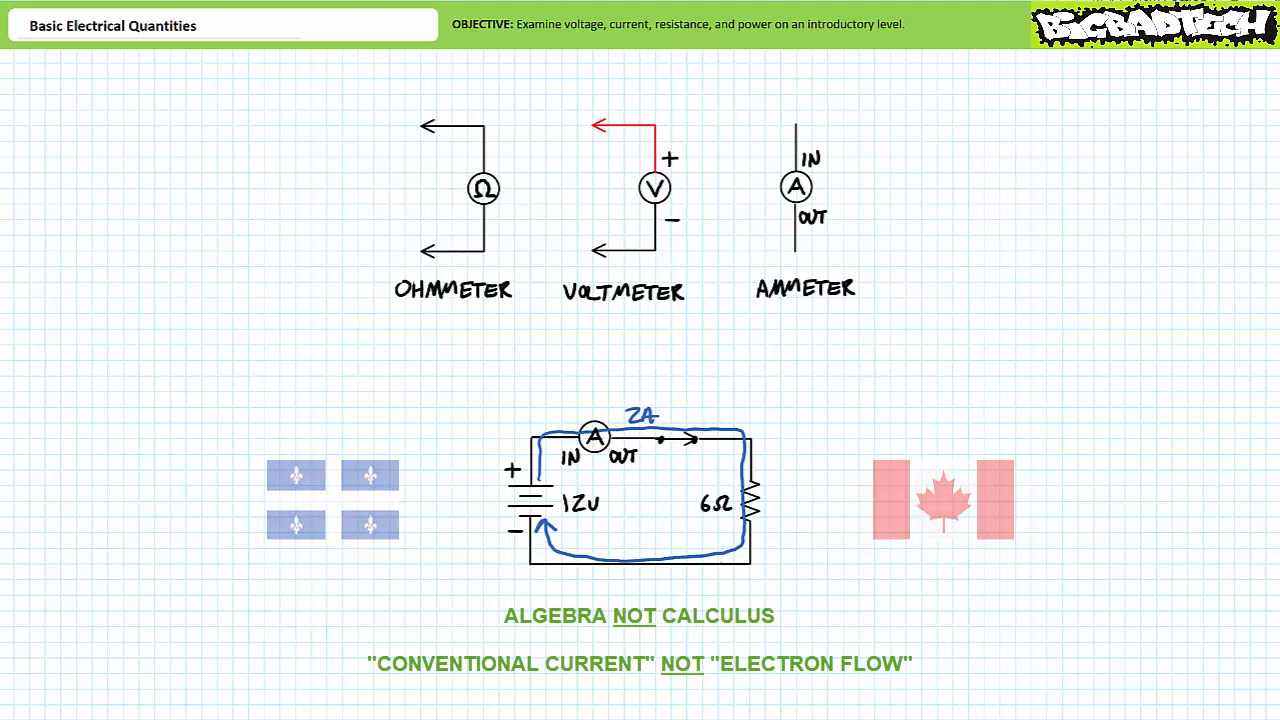 Basic Electrical Quantities
OBJECTIVE: Examine voltage, current, resistance, and power on an introductory level.
BIGBADTECH
Ω
+
V
−
IN
A
OUT
OHMMETER
VOLTMETER
AMMETER
2A
A
IN OUT
+
12V
6Ω
−
ALGEBRA NOT CALCULUS
"CONVENTIONAL CURRENT" NOT "ELECTRON FLOW"